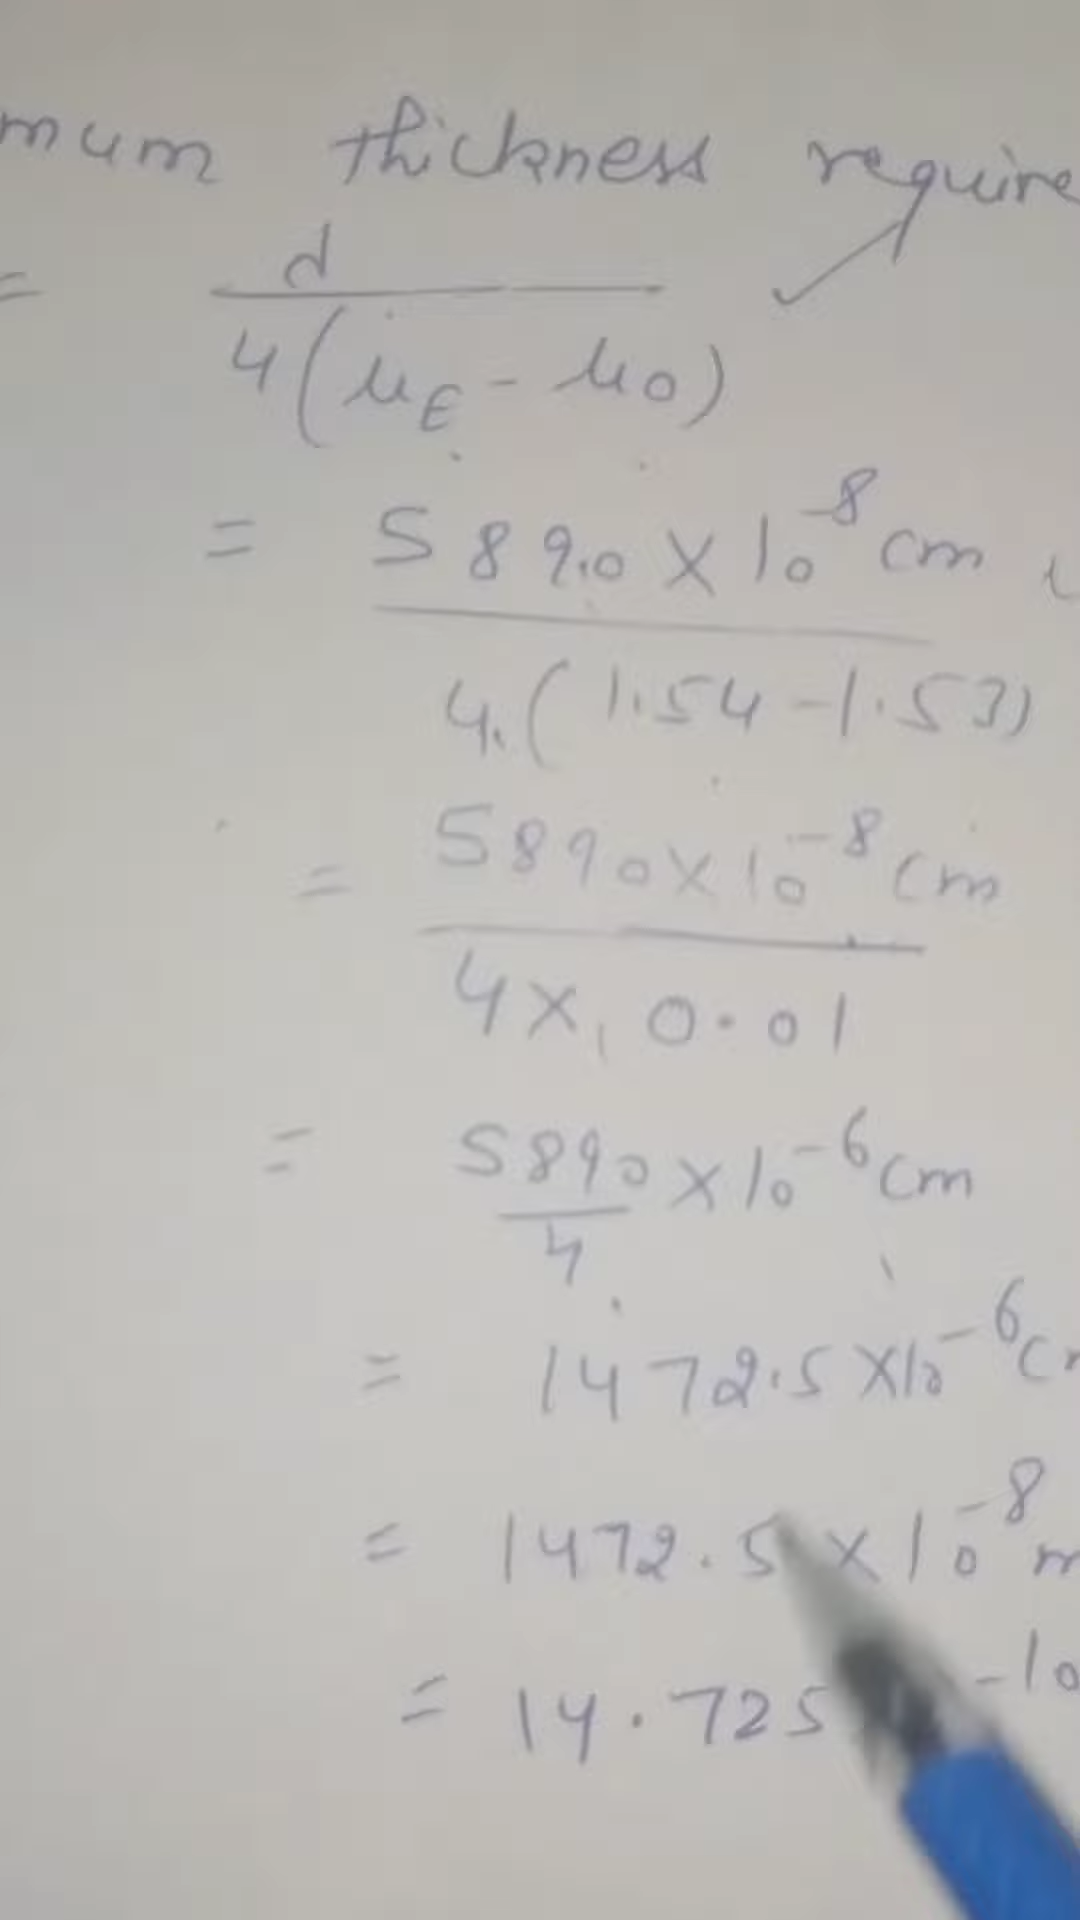 mum thickness require
= d / 4(μE - μo) ✓
= 5890 × 10⁻⁸ cm / 4.(1.54 - 1.53)
= 5890 × 10⁻⁸ cm / 4 × 0.01
= 5890/4 × 10⁻⁶ cm
= 1472.5 × 10⁻⁶ c
= 1472.5 × 10⁻⁸ m
= 14.725 -10